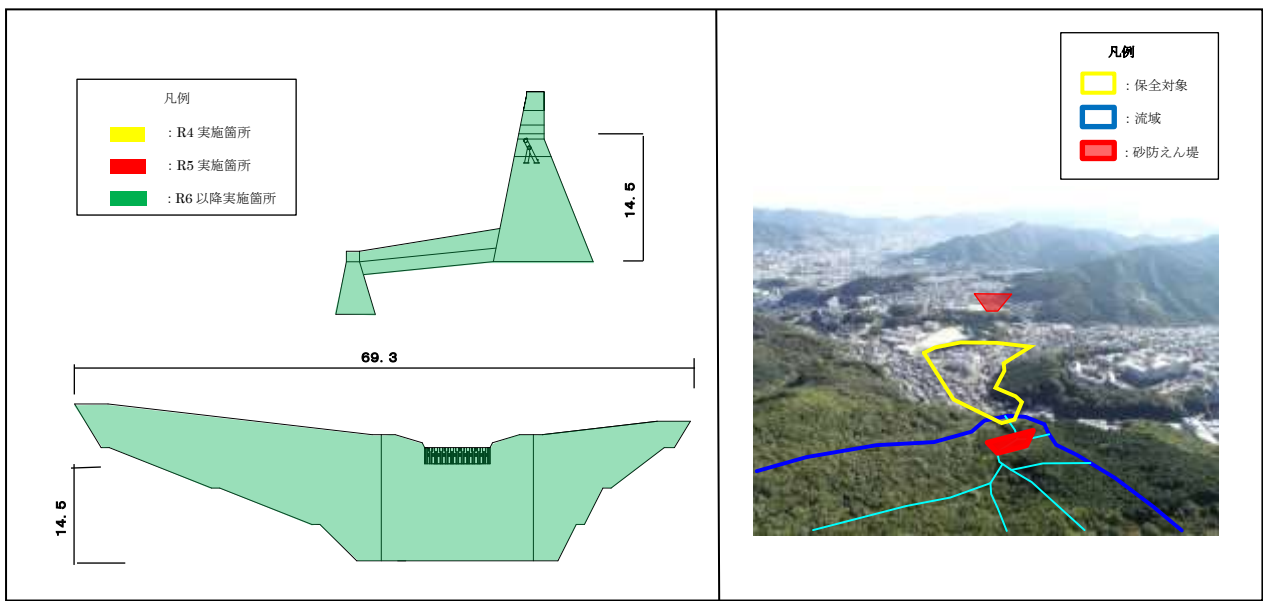 凡例
：R4 実施箇所
：R5 実施箇所
：R6 以降実施箇所
14.5
69.3
14.5
凡例
：保全対象
：流域
：砂防えん堤